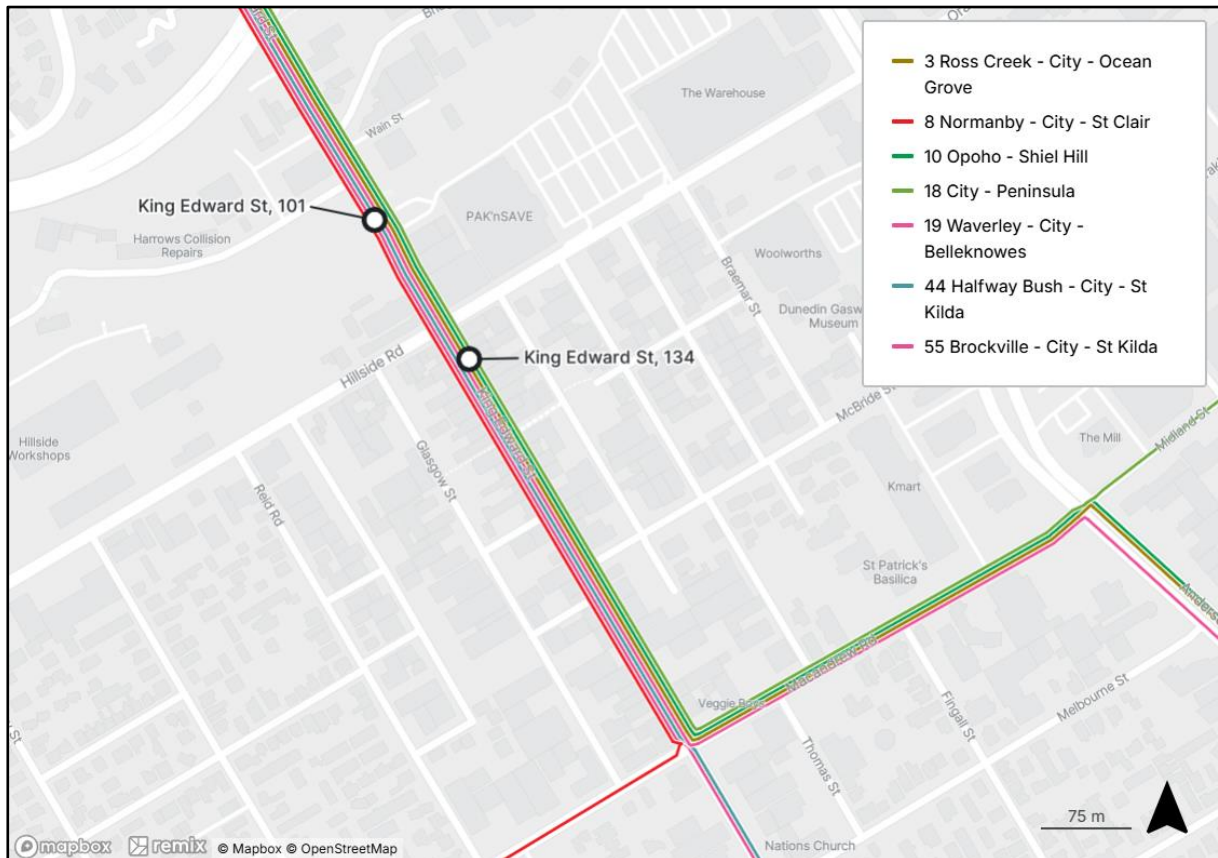 Wain St
The Warehouse
3 Ross Creek - City - Ocean
Grove
8 Normanby - City - St Clair
10 Opoho - Shiel Hill
18 City - Peninsula
19 Waverley - City -
Belleknowes
44 Halfway Bush - City - St
Kilda
55 Brockville - City - St Kilda
King Edward St, 101
PAK'nSAVE
Harrows Collision
Repairs
Woolworths
Braemar St
Dunedin Gasw
Museum
Hillside Rd
King Edward St, 134
McBride S
Hillside
Workshops
Glasgow St
King Edward St
Reid Rd
The Mill
Midland St
Kmart
St Patrick's
Basilica
Anders
Macandrew Rd
Veggie Boys
Fingall St
Melbourne St
Thomas St
St
75 m
Nations Church
mapbox remix © Mapbox © OpenStreetMap